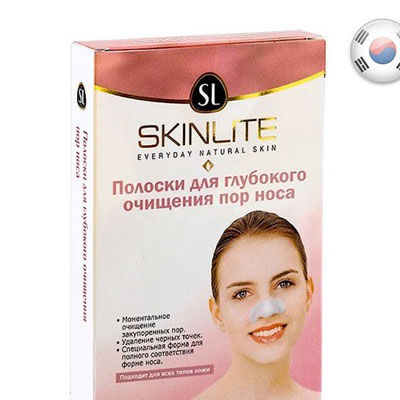 SL
SKINLITE
EVERYDAY NATURAL SKIN
Полоски для глубокого
очищения пор носа
• Моментальное
очищение
закупоренных пор.
• Удаление черных точек.
• Специальная форма для
полного соответствия
форме носа.
Подходит для всех типов кожи
Полоски для глубокого очищения
пор носа